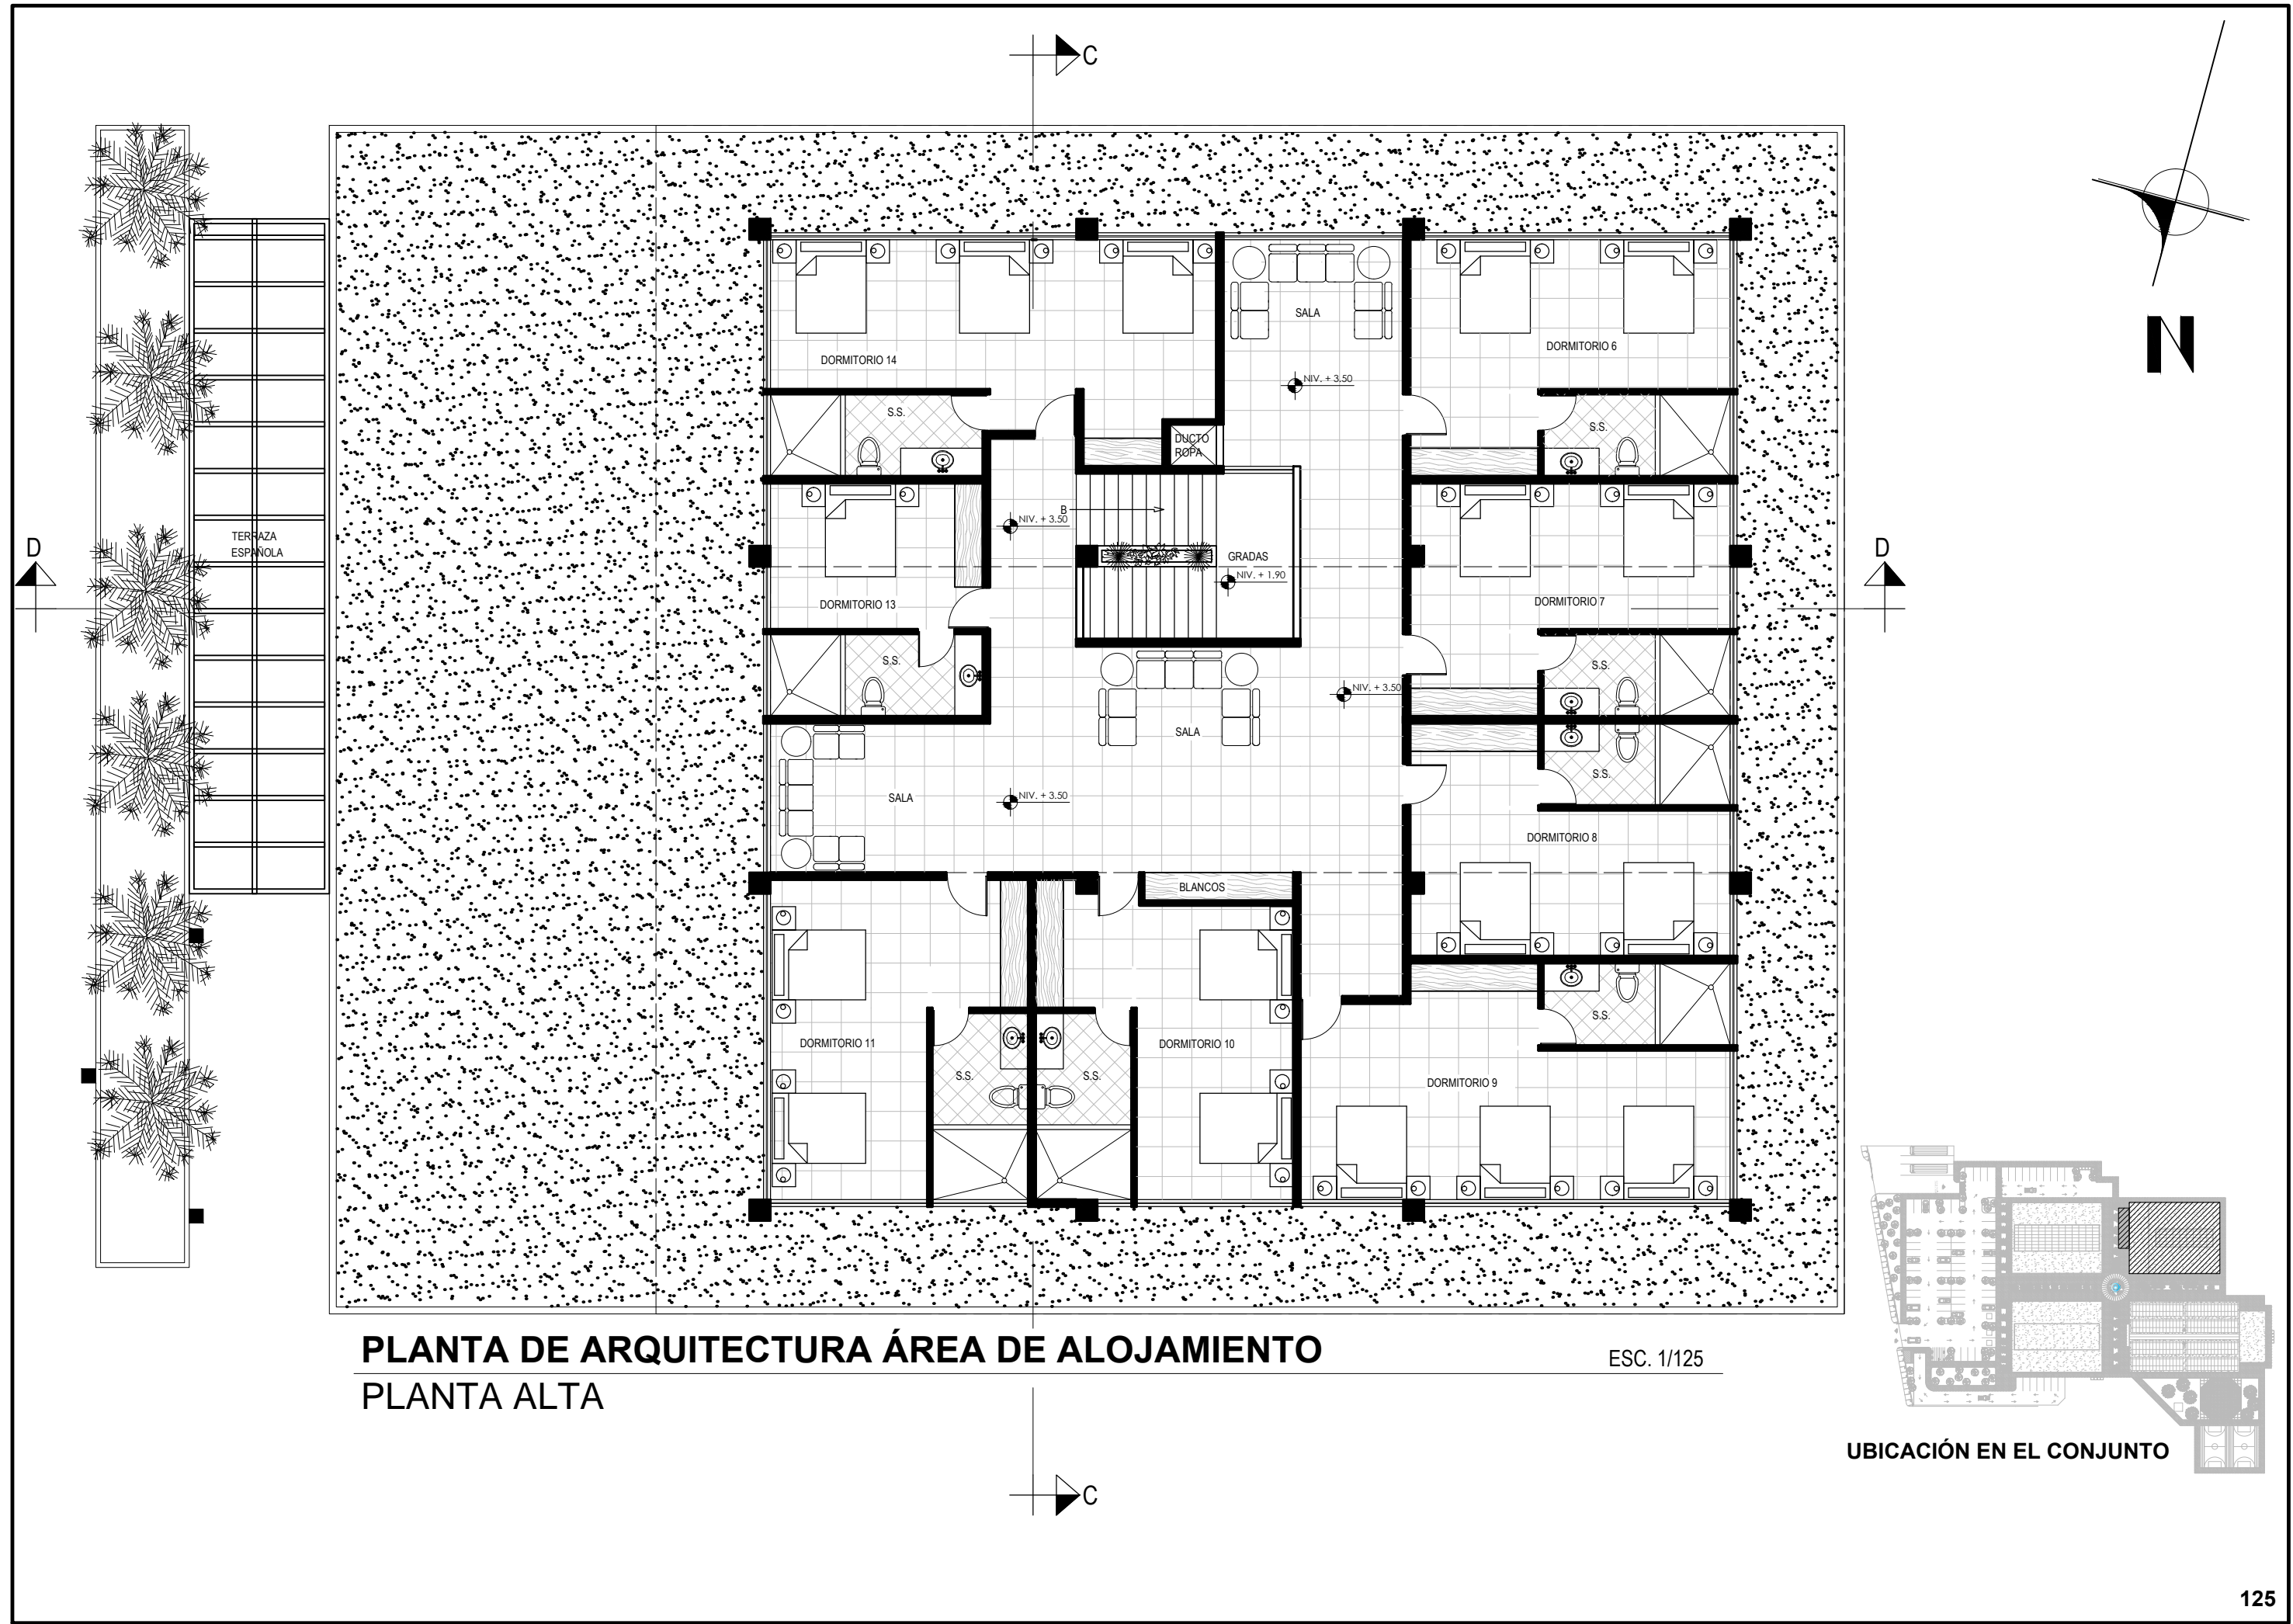 C
N
SALA
DORMITORIO 6
DORMITORIO 14
NIV. + 3.50
S.S.
S.S.
DUCTO
ROPA
B
NIV. + 3.50
TERRAZA
ESPAÑOLA
D
GRADAS
NIV. + 1.90
D
DORMITORIO 13
DORMITORIO 7
S.S.
S.S.
NIV. + 3.50
SALA
S.S.
SALA
NIV. + 3.50
DORMITORIO 8
BLANCOS
S.S.
DORMITORIO 11
DORMITORIO 10
S.S.
S.S.
DORMITORIO 9
PLANTA DE ARQUITECTURA ÁREA DE ALOJAMIENTO
ESC. 1/125
PLANTA ALTA
UBICACIÓN EN EL CONJUNTO
C
125